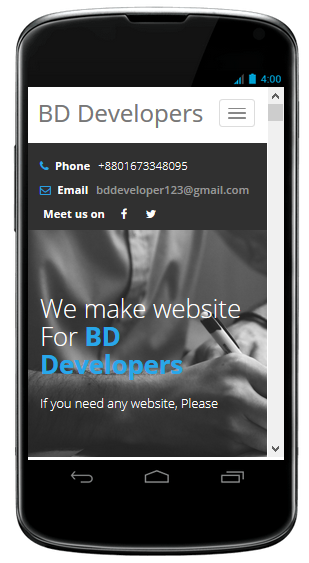 4:00
BD Developers
Phone +8801673348095
Email bddeveloper123@gmail.com
Meet us on
We make website
For BD
Developers
If you need any website, Please